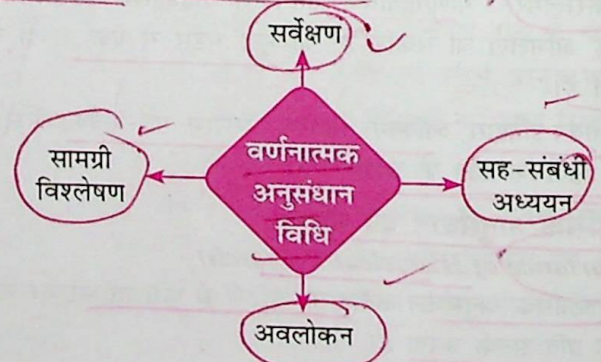 सर्वेक्षण
सामग्री
विश्लेषण
वर्णनात्मक
अनुसंधान
विधि
सह-संबंधी
अध्ययन
अवलोकन